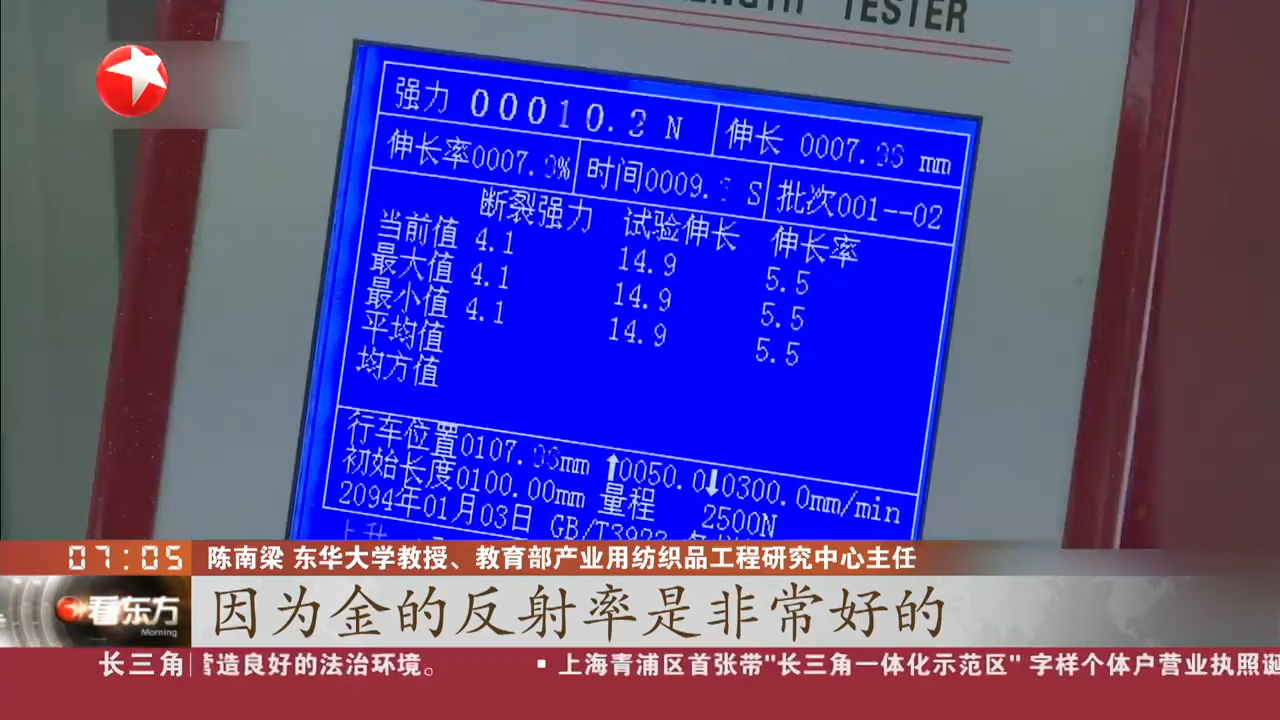 TESTER
强力 00010.2 N 伸长 0007.96 mm
伸长率0007.9% 时间0009. S 批次001--02
断裂强力 试验伸长 伸长率
当前值 4.1 14.9 5.5
最大值 4.1 14.9 5.5
最小值 4.1 14.9 5.5
平均值
均方值
行车位置0107.96mm ↑0050.0↓0300.0mm/min
初始长度0100.00mm 量程 2500N
2094年01月03日 GB/T3923
07:05 陈南梁 东华大学教授、教育部产业用纺织品工程研究中心主任
看东方
Morning
因为金的反射率是非常好的
长三角 营造良好的法治环境。 ▪ 上海青浦区首张带"长三角一体化示范区" 字样个体户营业执照诞